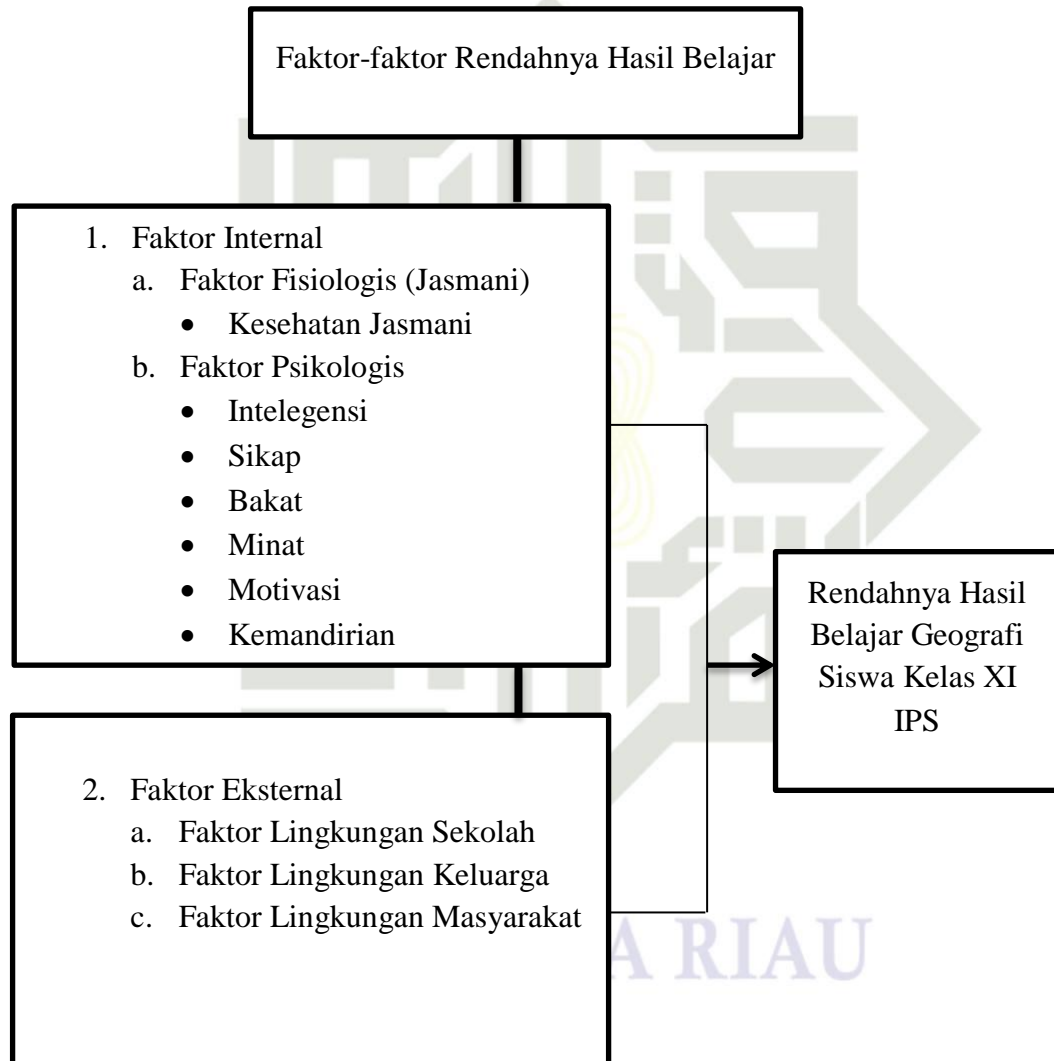 Faktor-faktor Rendahnya Hasil Belajar
1. Faktor Internal
a. Faktor Fisiologis (Jasmani)
• Kesehatan Jasmani
b. Faktor Psikologis
• Intelegensi
• Sikap
• Bakat
• Minat
• Motivasi
• Kemandirian
Rendahnya Hasil
Belajar Geografi
Siswa Kelas XI
IPS
2. Faktor Eksternal
a. Faktor Lingkungan Sekolah
b. Faktor Lingkungan Keluarga
c. Faktor Lingkungan Masyarakat
A RIAU